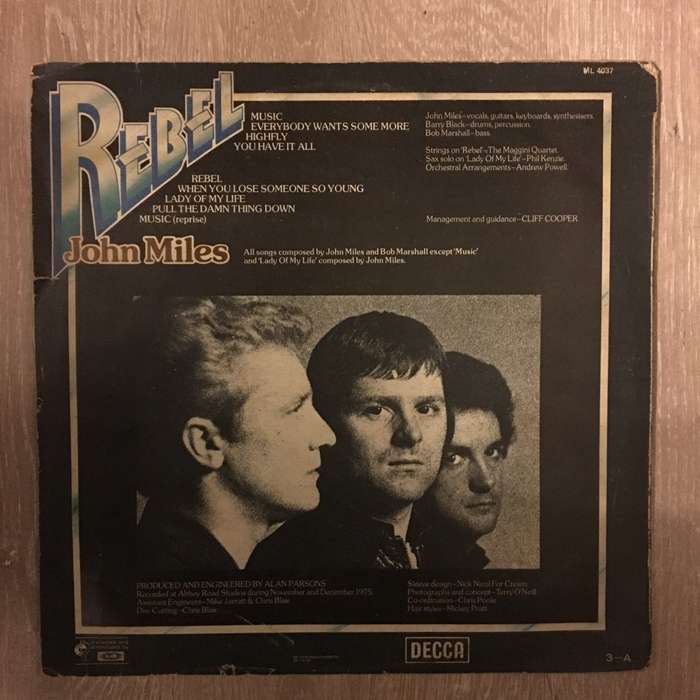 ML 4037
REBEL
John Miles
MUSIC
EVERYBODY WANTS SOME MORE
HIGHFLY
YOU HAVE IT ALL
REBEL
WHEN YOU LOSE SOMEONE SO YOUNG
LADY OF MY LIFE
PULL THE DAMN THING DOWN
MUSIC (reprise)
John Miles–vocals, guitars, keyboards, synthesisers.
Barry Black–drums, percussion.
Bob Marshall–bass.
Strings on 'Rebel'–The Maggini Quartet.
Sax solo on 'Lady Of My Life'–Phil Kenzie.
Orchestral Arrangements–Andrew Powell.
Management and guidance–CLIFF COOPER
All songs composed by John Miles and Bob Marshall except 'Music'
and 'Lady Of My Life' composed by John Miles.
PRODUCED AND ENGINEERED BY ALAN PARSONS
Recorded at Abbey Road Studios during November and December 1975
Assistant Engineers–Mike Jarratt & Chris Blair
Disc Cutting–Chris Blair
Sleeve design–Nick Nicol For Cream
Photographs and concept–Terry O'Neill
Co-ordination–Chris Poole
Hair styles–Mickey Pratt
DECCA
3–A